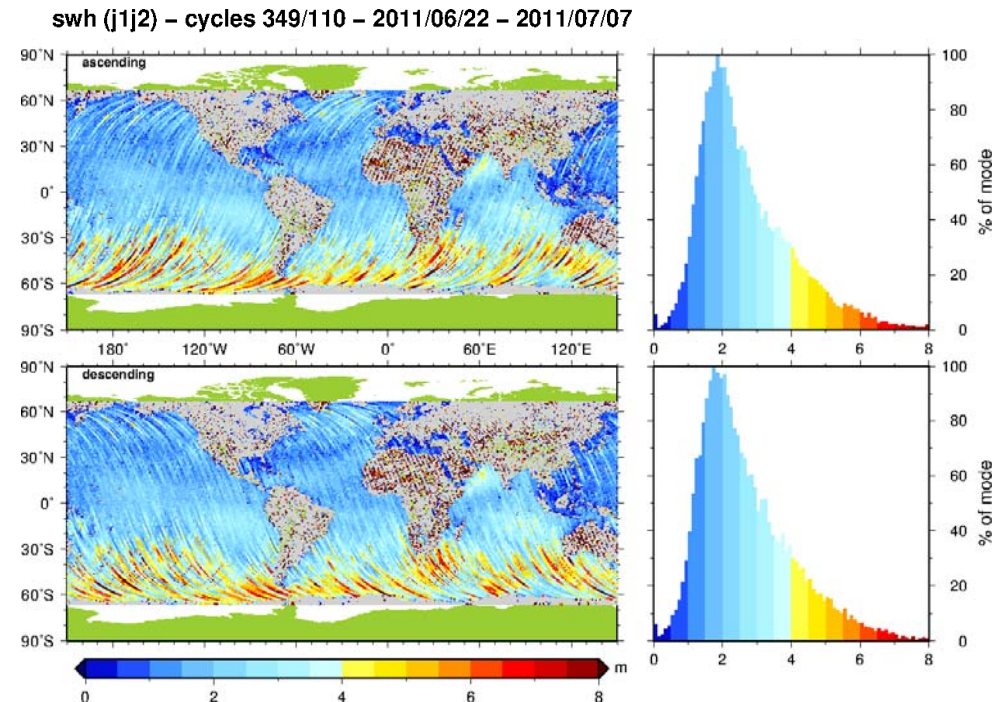 swh (j1j2) – cycles 349/110 – 2011/06/22 – 2011/07/07
90˚N
ascending
60˚N
30˚N
0˚
30˚S
60˚S
90˚S
180˚ 120˚W 60˚W 0˚ 60˚E 120˚E
100
80
60
40
20
0
% of mode
0 2 4 6 8
90˚N
descending
60˚N
30˚N
0˚
30˚S
60˚S
90˚S
100
80
60
40
20
0
% of mode
0 2 4 6 8
m
0 2 4 6 8